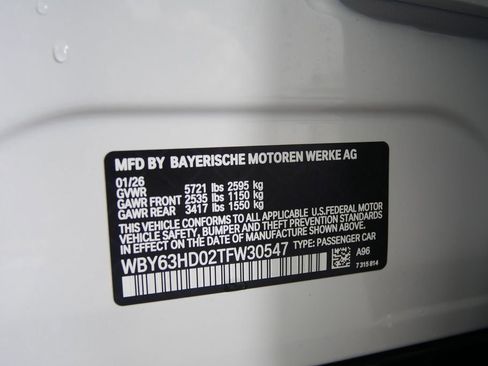 MFD BY BAYERISCHE MOTOREN WERKE AG
01/26
GVWR 5721 lbs 2595 kg
GAWR FRONT 2535 lbs 1150 kg
GAWR REAR 3417 lbs 1550 kg
THIS VEHICLE CONFORMS TO ALL APPLICABLE U.S.FEDERAL MOTOR
VEHICLE SAFETY, BUMPER, AND THEFT PREVENTION STANDARDS
IN EFFECT ON THE DATE OF MANUFACTURE SHOWN ABOVE.
WBY63HD02TFW30547 TYPE: PASSENGER CAR
A96
7 315 814